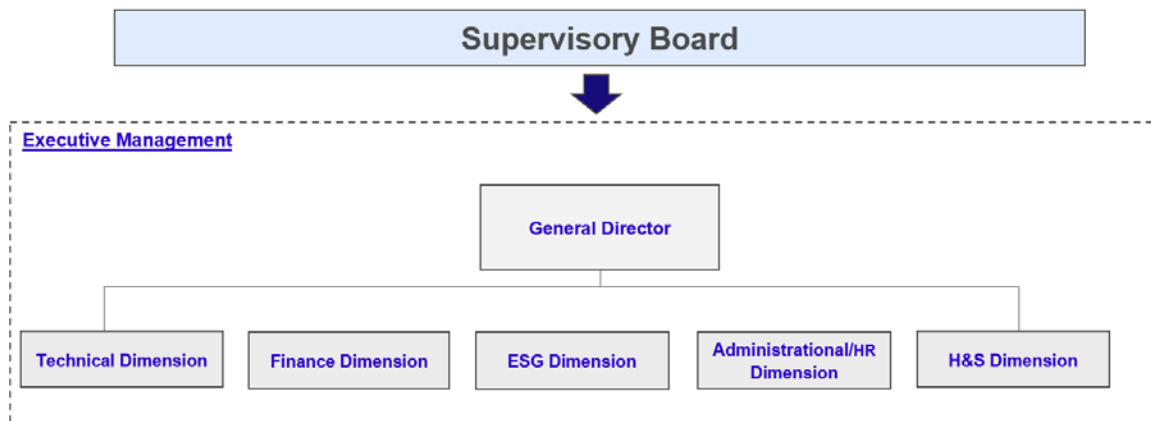 Supervisory Board
Executive Management
General Director
Technical Dimension
Finance Dimension
ESG Dimension
Administrational/HR
Dimension
H&S Dimension